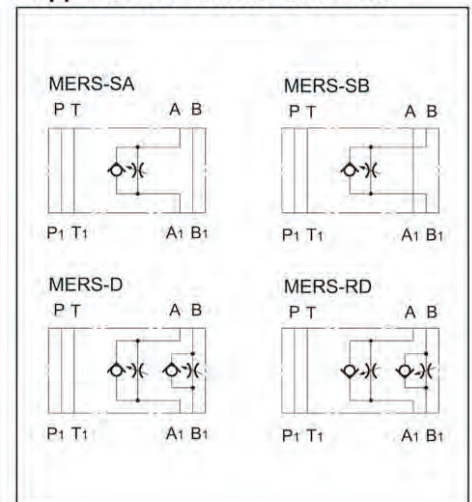 MERS-SA
P T A B
P1 T1 A1 B1
MERS-SB
P T A B
P1 T1 A1 B1
MERS-D
P T A B
P1 T1 A1 B1
MERS-RD
P T A B
P1 T1 A1 B1